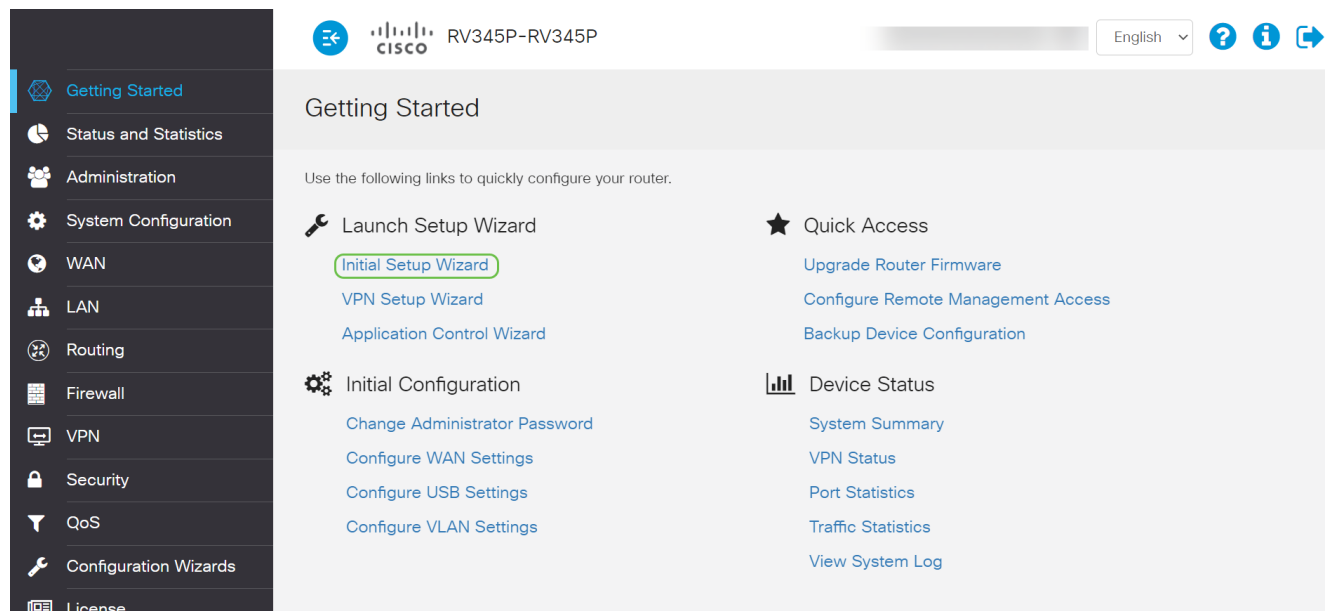 CISCO
RV345P-RV345P
English
Getting Started
Status and Statistics
Administration
System Configuration
WAN
LAN
Routing
Firewall
VPN
Security
QoS
Configuration Wizards
License
Getting Started
Use the following links to quickly configure your router.
Launch Setup Wizard
Initial Setup Wizard
VPN Setup Wizard
Application Control Wizard
Quick Access
Upgrade Router Firmware
Configure Remote Management Access
Backup Device Configuration
Initial Configuration
Change Administrator Password
Configure WAN Settings
Configure USB Settings
Configure VLAN Settings
Device Status
System Summary
VPN Status
Port Statistics
Traffic Statistics
View System Log